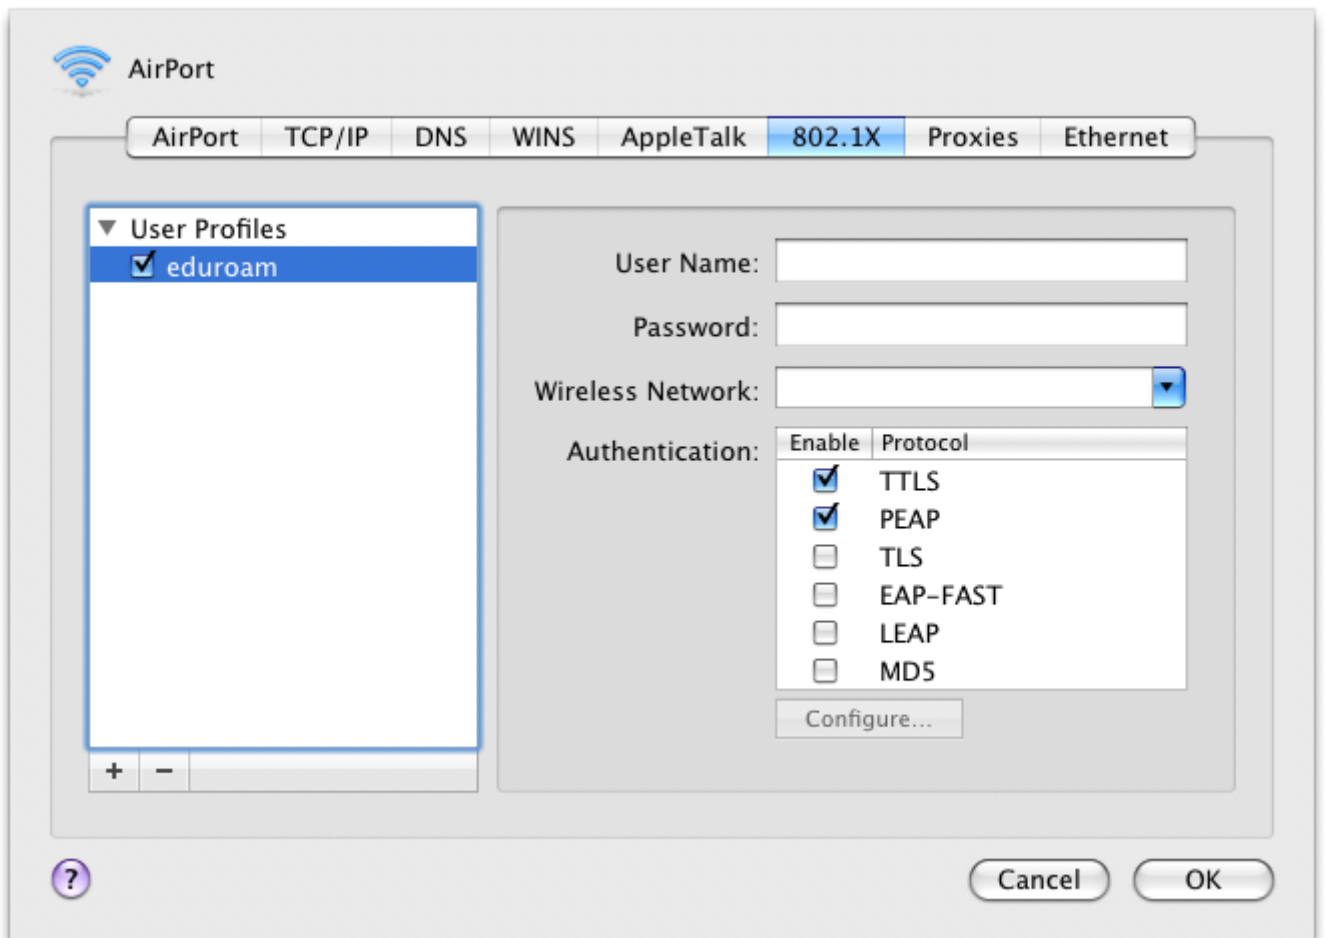 AirPort
AirPort TCP/IP DNS WINS AppleTalk 802.1X Proxies Ethernet
User Profiles
eduroam
User Name:
Password:
Wireless Network:
Authentication:
Enable Protocol
TTLS
PEAP
TLS
EAP-FAST
LEAP
MD5
Configure...
+ −
? Cancel OK